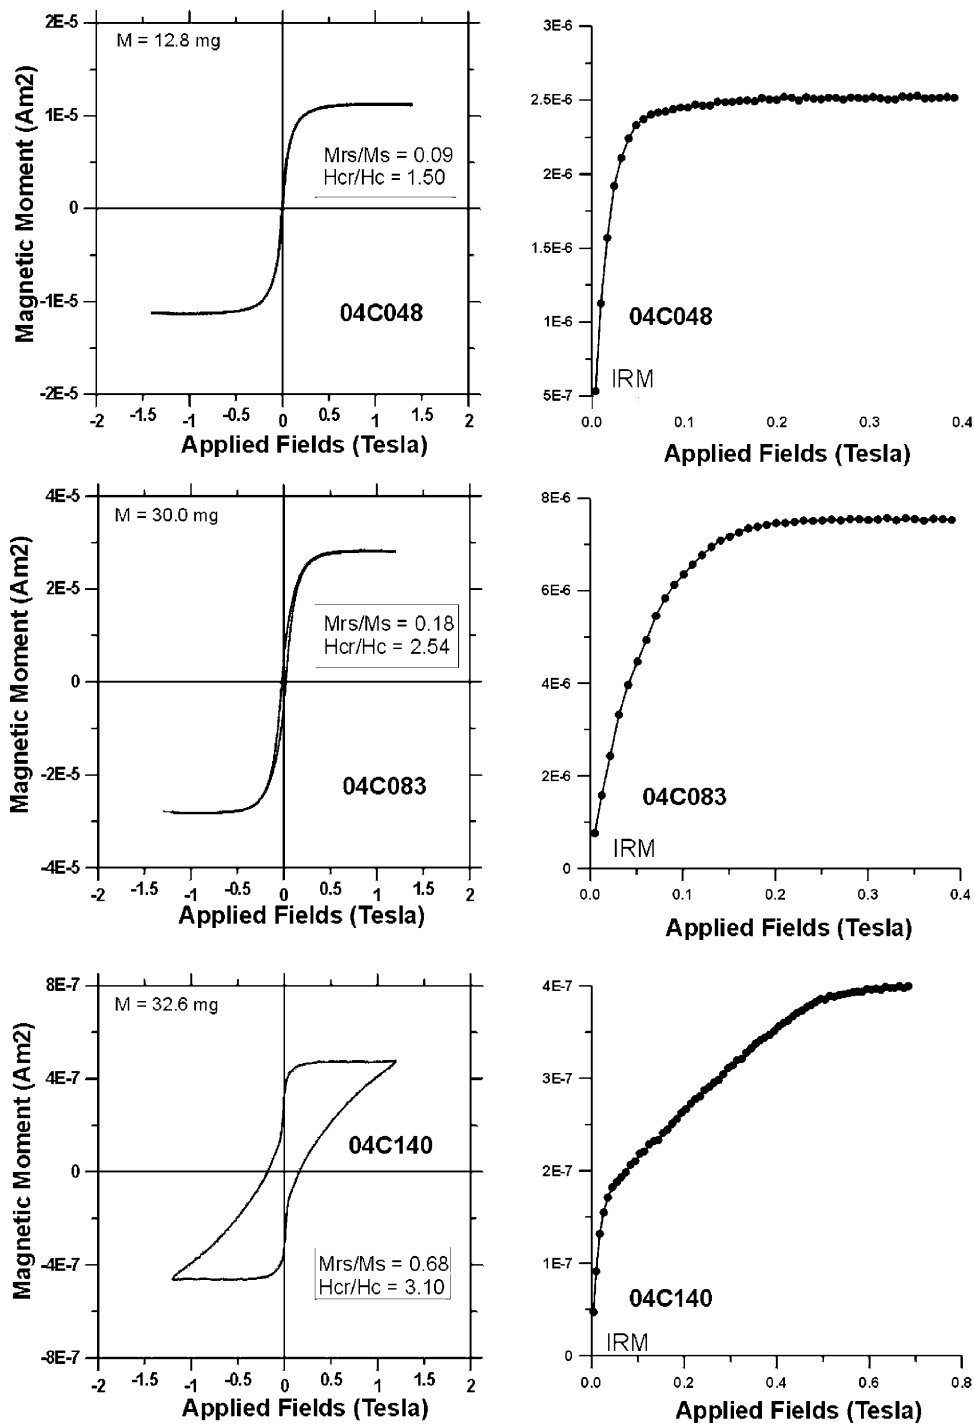 2E-5
M = 12.8 mg
1E-5
Mrs/Ms = 0.09
Hcr/Hc = 1.50
0
-1E-5
04C048
-2E-5
-2 -1.5 -1 -0.5 0 0.5 1 1.5 2
Applied Fields (Tesla)
Magnetic Moment (Am2)
3E-6
2.5E-6
2E-6
1.5E-6
04C048
1E-6
IRM
5E-7
0.0 0.1 0.2 0.3 0.4
Applied Fields (Tesla)
4E-5
M = 30.0 mg
2E-5
Mrs/Ms = 0.18
Hcr/Hc = 2.54
0
-2E-5
04C083
-4E-5
-2 -1.5 -1 -0.5 0 0.5 1 1.5 2
Applied Fields (Tesla)
Magnetic Moment (Am2)
8E-6
6E-6
4E-6
2E-6
04C083
IRM
0
0.0 0.1 0.2 0.3 0.4
Applied Fields (Tesla)
8E-7
M = 32.6 mg
4E-7
04C140
0
Mrs/Ms = 0.68
-4E-7
Hcr/Hc = 3.10
-8E-7
-2 -1.5 -1 -0.5 0 0.5 1 1.5 2
Applied Fields (Tesla)
Magnetic Moment (Am2)
4E-7
3E-7
2E-7
1E-7
04C140
IRM
0
0.0 0.2 0.4 0.6 0.8
Applied Fields (Tesla)